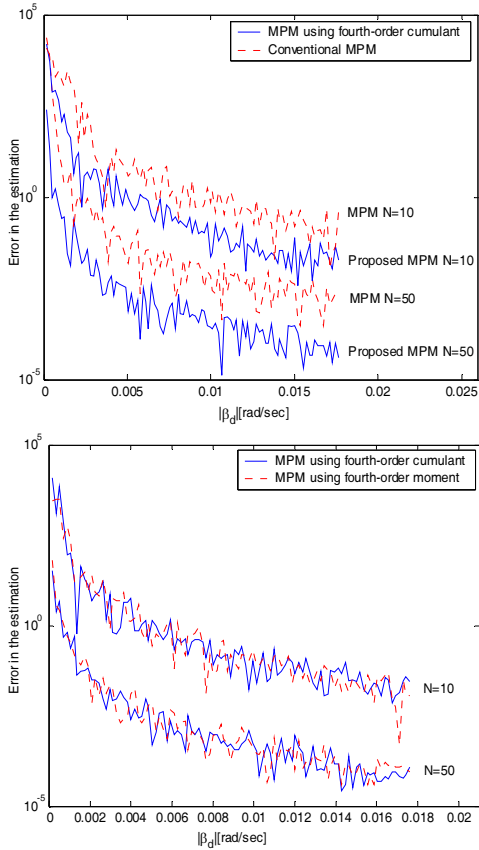 10^5
MPM using fourth-order cumulant
Conventional MPM
Error in the estimation
10^0
MPM N=10
Proposed MPM N=10
MPM N=50
Proposed MPM N=50
10^-5
0 0.005 0.01 0.015 0.02 0.025
|β_d|[rad/sec]
10^5
MPM using fourth-order cumulant
MPM using fourth-order moment
Error in the estimation
10^0
N=10
N=50
10^-5
0 0.002 0.004 0.006 0.008 0.01 0.012 0.014 0.016 0.018 0.02
|β_d|[rad/sec]